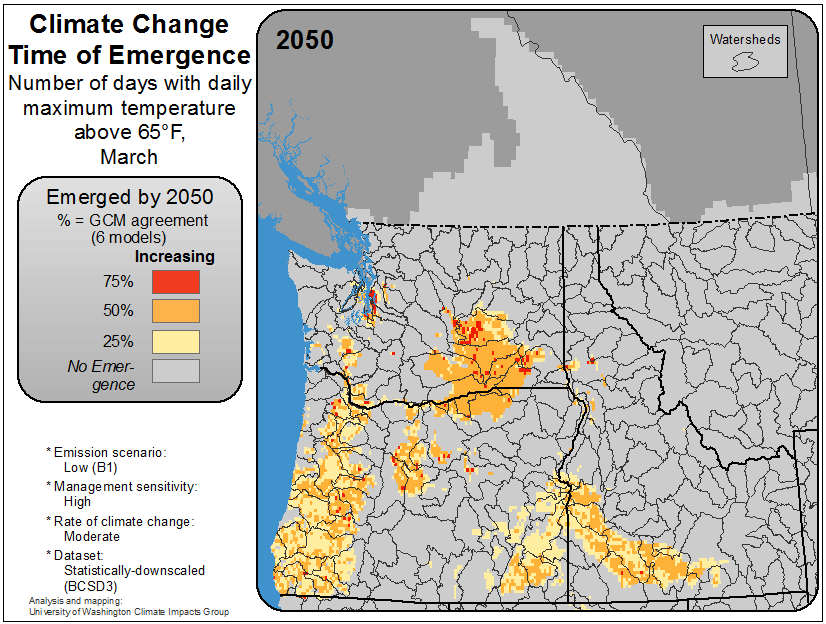 Climate Change
Time of Emergence
Number of days with daily
maximum temperature
above 65°F,
March
Emerged by 2050
% = GCM agreement
(6 models)
Increasing
75%
50%
25%
No Emer-
gence
* Emission scenario:
Low (B1)
* Management sensitivity:
High
* Rate of climate change:
Moderate
* Dataset:
Statistically-downscaled
(BCSD3)
Analysis and mapping:
University of Washington Climate Impacts Group
2050
Watersheds